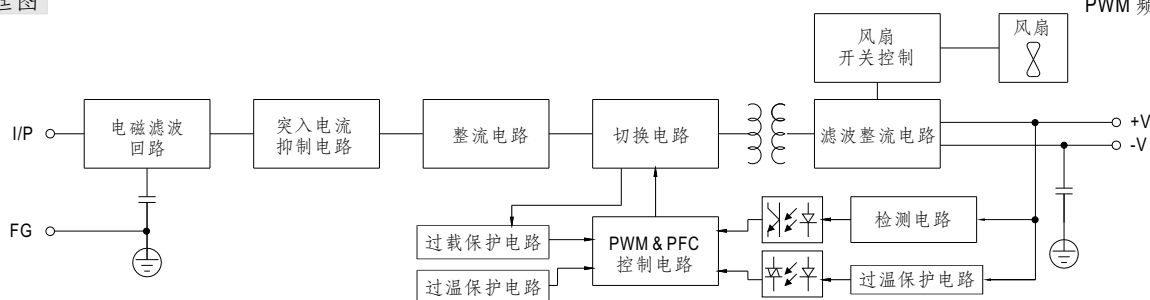 框图
PWM 频
风扇
开关控制
风扇
I/P
电磁滤波
回路
突入电流
抑制电路
整流电路
切换电路
滤波整流电路
+V
-V
FG
过载保护电路
PWM & PFC
控制电路
检测电路
过温保护电路
过温保护电路